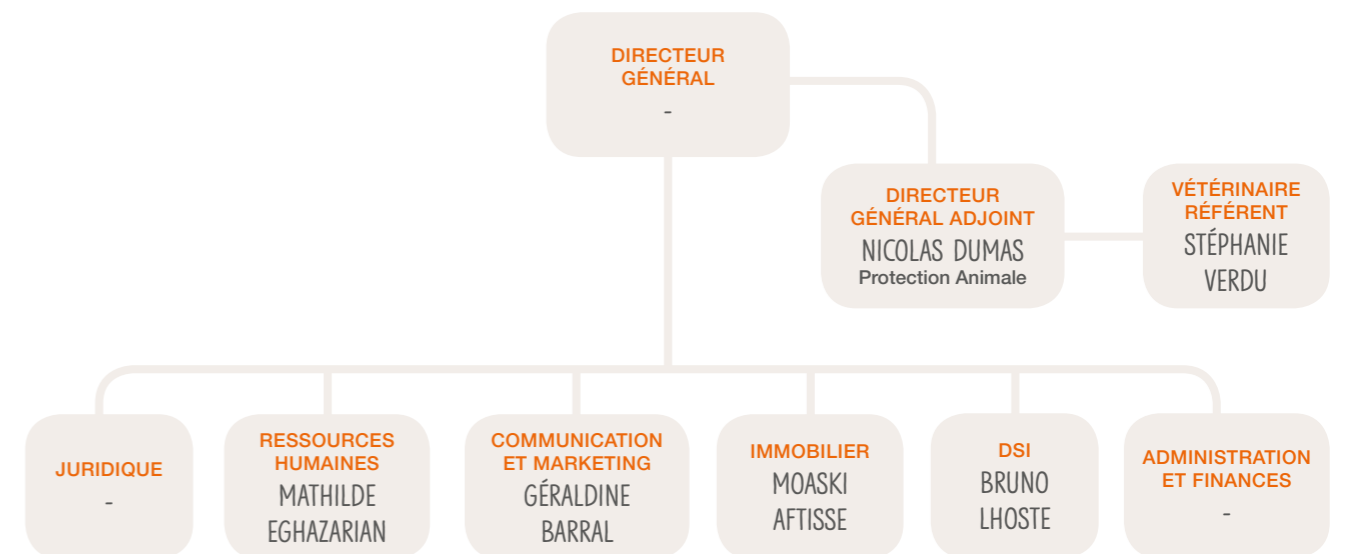 DIRECTEUR
GÉNÉRAL
-
DIRECTEUR
GÉNÉRAL ADJOINT
NICOLAS DUMAS
Protection Animale
VÉTÉRINAIRE
RÉFÉRENT
STÉPHANIE
VERDU
JURIDIQUE
-
RESSOURCES
HUMAINES
MATHILDE
EGHAZARIAN
COMMUNICATION
ET MARKETING
GÉRALDINE
BARRAL
IMMOBILIER
MOASKI
AFTISSE
DSI
BRUNO
LHOSTE
ADMINISTRATION
ET FINANCES
-